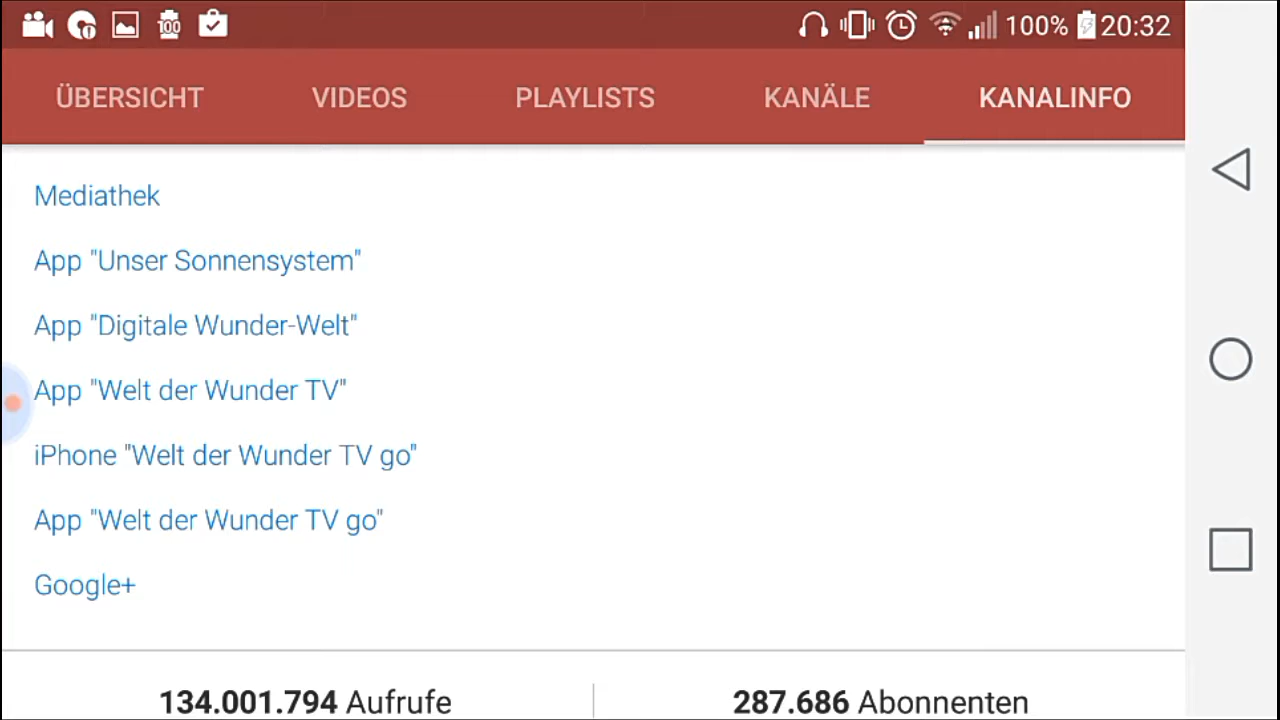 100 100% 20:32
ÜBERSICHT VIDEOS PLAYLISTS KANÄLE KANALINFO
Mediathek
App "Unser Sonnensystem"
App "Digitale Wunder-Welt"
App "Welt der Wunder TV"
iPhone "Welt der Wunder TV go"
App "Welt der Wunder TV go"
Google+
134.001.794 Aufrufe 287.686 Abonnenten